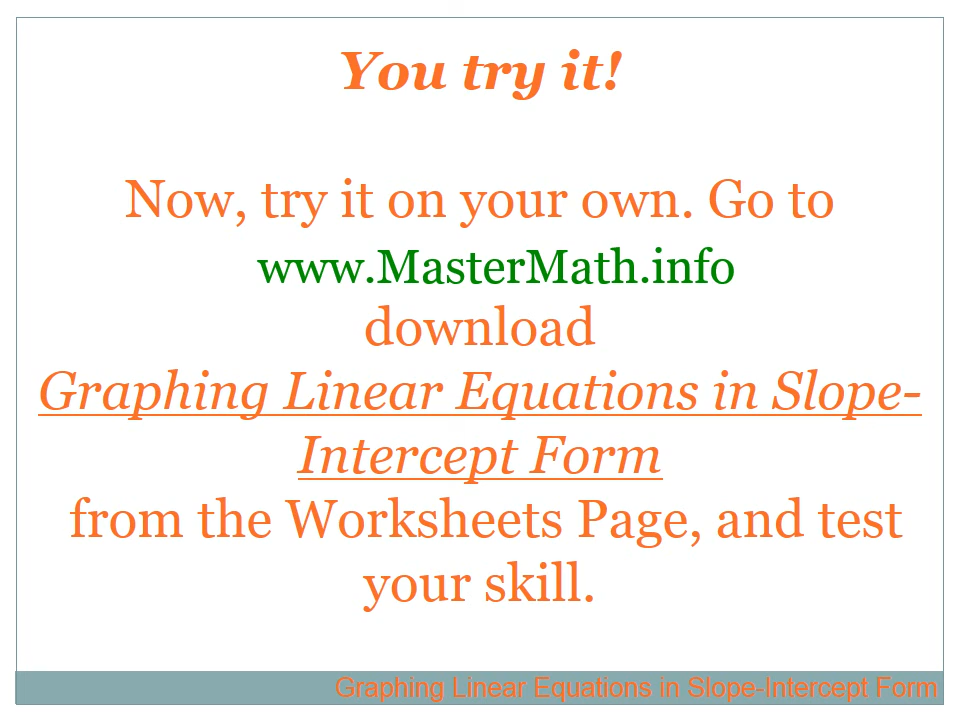 You try it!
Now, try it on your own. Go to
www.MasterMath.info
download
Graphing Linear Equations in Slope-
Intercept Form
from the Worksheets Page, and test
your skill.
Graphing Linear Equations in Slope-Intercept Form